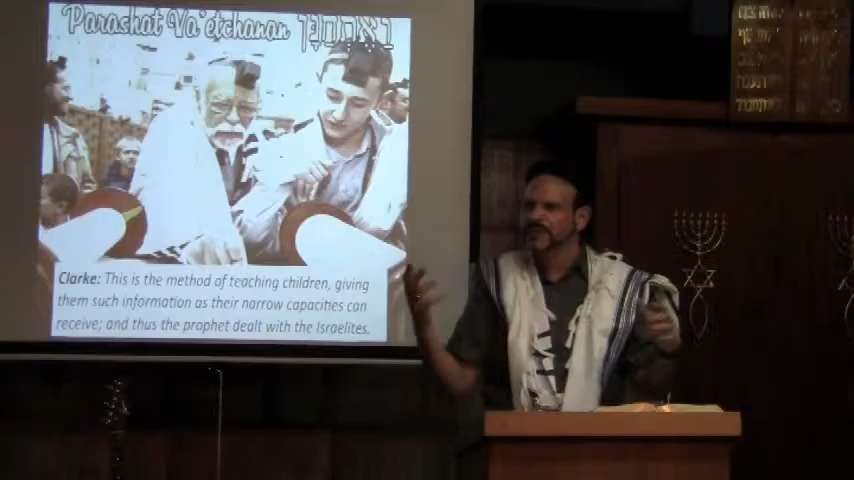 Parashat Va'etchanan וָאֶתְחַנַּן
Clarke: This is the method of teaching children, giving
them such information as their narrow capacities can
receive; and thus the prophet dealt with the Israelites.